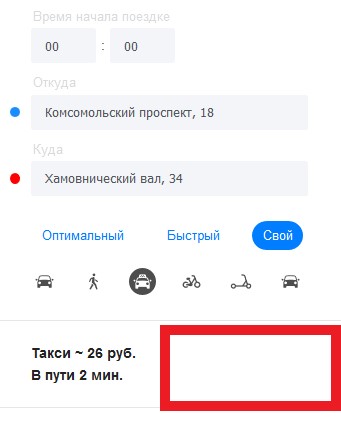 Время начала поездке
00 : 00
Откуда
Комсомольский проспект, 18
Куда
Хамовнический вал, 34
Оптимальный Быстрый Свой
Такси ~ 26 руб.
В пути 2 мин.